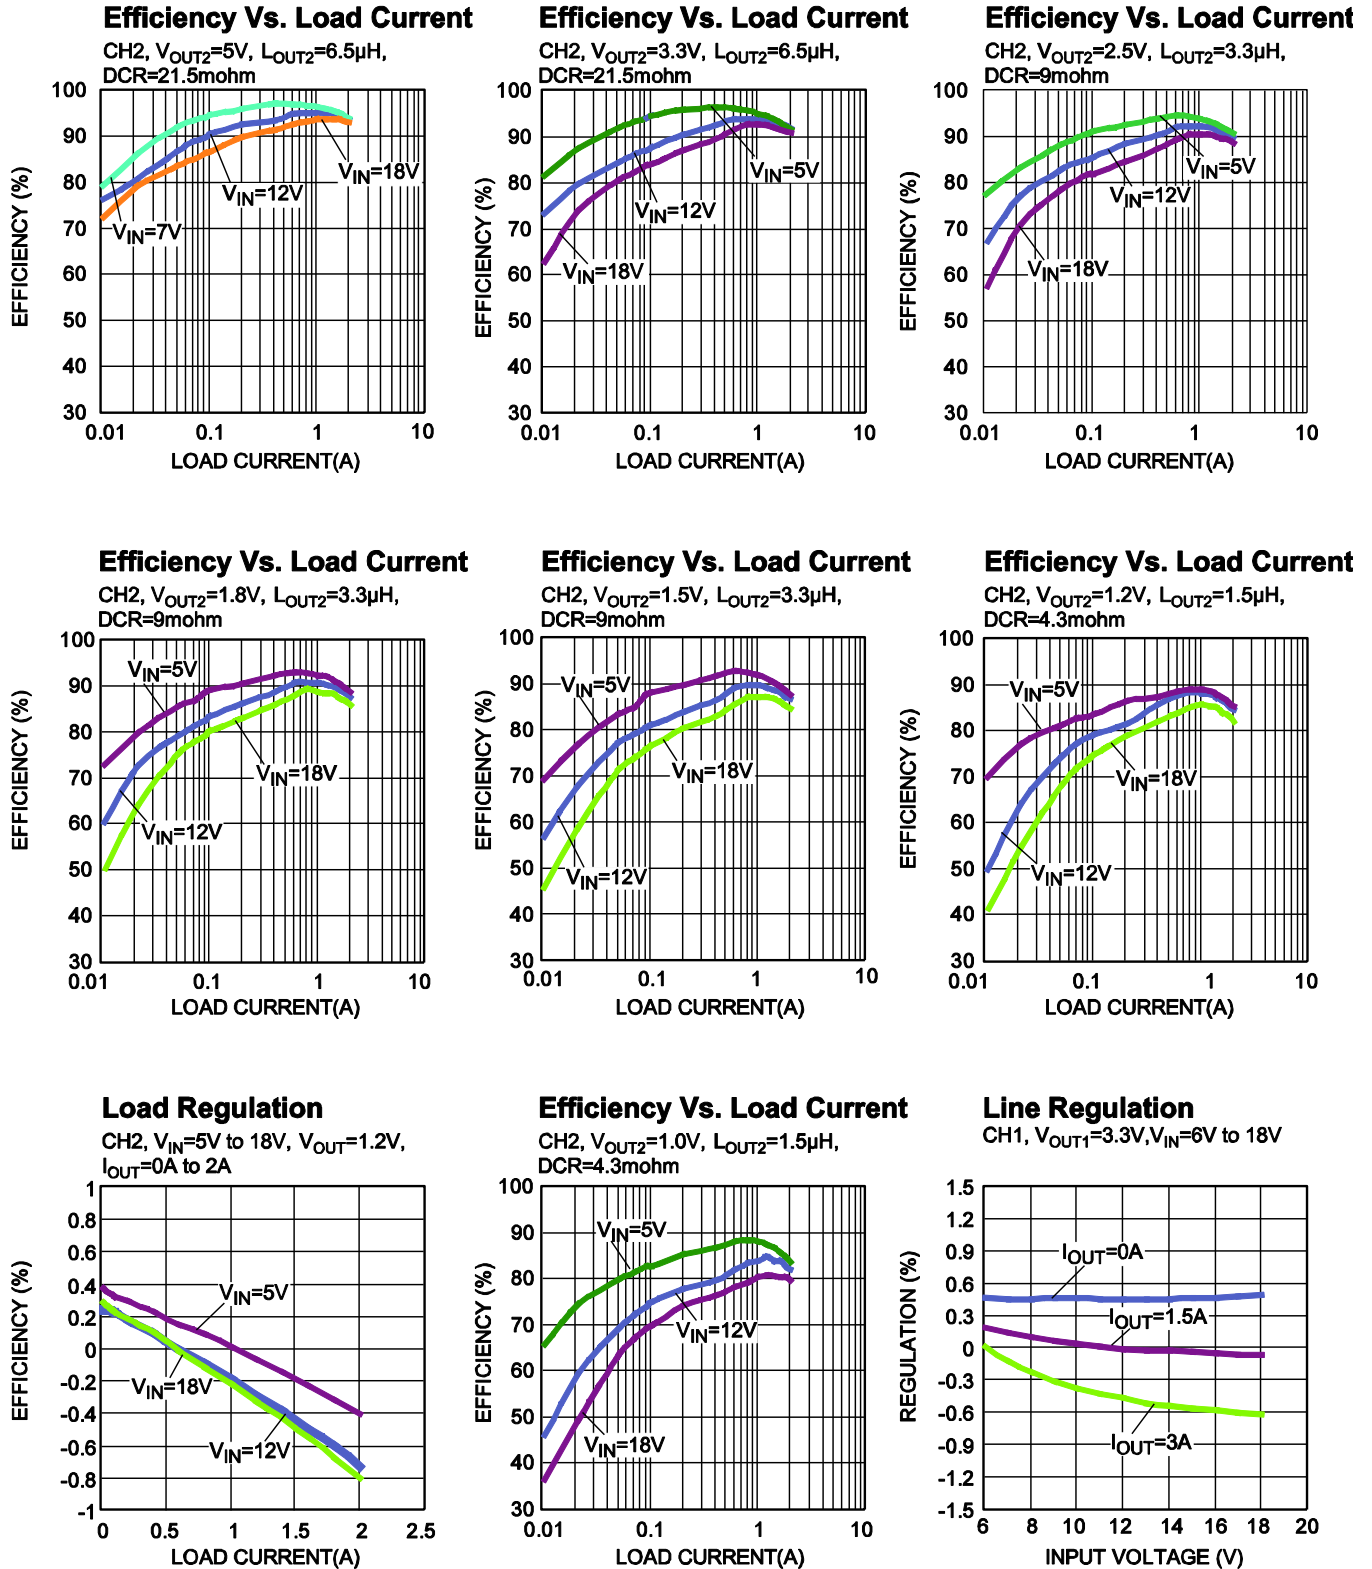 Efficiency Vs. Load Current
CH2, VOUT2=5V, LOUT2=6.5µH,
DCR=21.5mohm
EFFICIENCY (%)
100
90
80
70
60
50
40
30
VIN=18V
VIN=12V
VIN=7V
0.01 0.1 1 10
LOAD CURRENT(A)
Efficiency Vs. Load Current
CH2, VOUT2=3.3V, LOUT2=6.5µH,
DCR=21.5mohm
EFFICIENCY (%)
100
90
80
70
60
50
40
30
VIN=5V
VIN=12V
VIN=18V
0.01 0.1 1 10
LOAD CURRENT(A)
Efficiency Vs. Load Current
CH2, VOUT2=2.5V, LOUT2=3.3µH,
DCR=9mohm
EFFICIENCY (%)
100
90
80
70
60
50
40
30
VIN=5V
VIN=12V
VIN=18V
0.01 0.1 1 10
LOAD CURRENT(A)
Efficiency Vs. Load Current
CH2, VOUT2=1.8V, LOUT2=3.3µH,
DCR=9mohm
EFFICIENCY (%)
100
90
80
70
60
50
40
30
VIN=5V
VIN=18V
VIN=12V
0.01 0.1 1 10
LOAD CURRENT(A)
Efficiency Vs. Load Current
CH2, VOUT2=1.5V, LOUT2=3.3µH,
DCR=9mohm
EFFICIENCY (%)
100
90
80
70
60
50
40
30
VIN=5V
VIN=18V
VIN=12V
0.01 0.1 1 10
LOAD CURRENT(A)
Efficiency Vs. Load Current
CH2, VOUT2=1.2V, LOUT2=1.5µH,
DCR=4.3mohm
EFFICIENCY (%)
100
90
80
70
60
50
40
30
VIN=5V
VIN=18V
VIN=12V
0.01 0.1 1 10
LOAD CURRENT(A)
Load Regulation
CH2, VIN=5V to 18V, VOUT=1.2V,
IOUT=0A to 2A
EFFICIENCY (%)
1
0.8
0.6
0.4
0.2
0
-0.2
-0.4
-0.6
-0.8
-1
VIN=5V
VIN=18V
VIN=12V
0 0.5 1 1.5 2 2.5
LOAD CURRENT(A)
Efficiency Vs. Load Current
CH2, VOUT2=1.0V, LOUT2=1.5µH,
DCR=4.3mohm
EFFICIENCY (%)
100
90
80
70
60
50
40
30
VIN=5V
VIN=12V
VIN=18V
0.01 0.1 1 10
LOAD CURRENT(A)
Line Regulation
CH1, VOUT1=3.3V,VIN=6V to 18V
REGULATION (%)
1.5
1.2
0.9
0.6
0.3
0
-0.3
-0.6
-0.9
-1.2
-1.5
IOUT=0A
IOUT=1.5A
IOUT=3A
6 8 10 12 14 16 18 20
INPUT VOLTAGE (V)